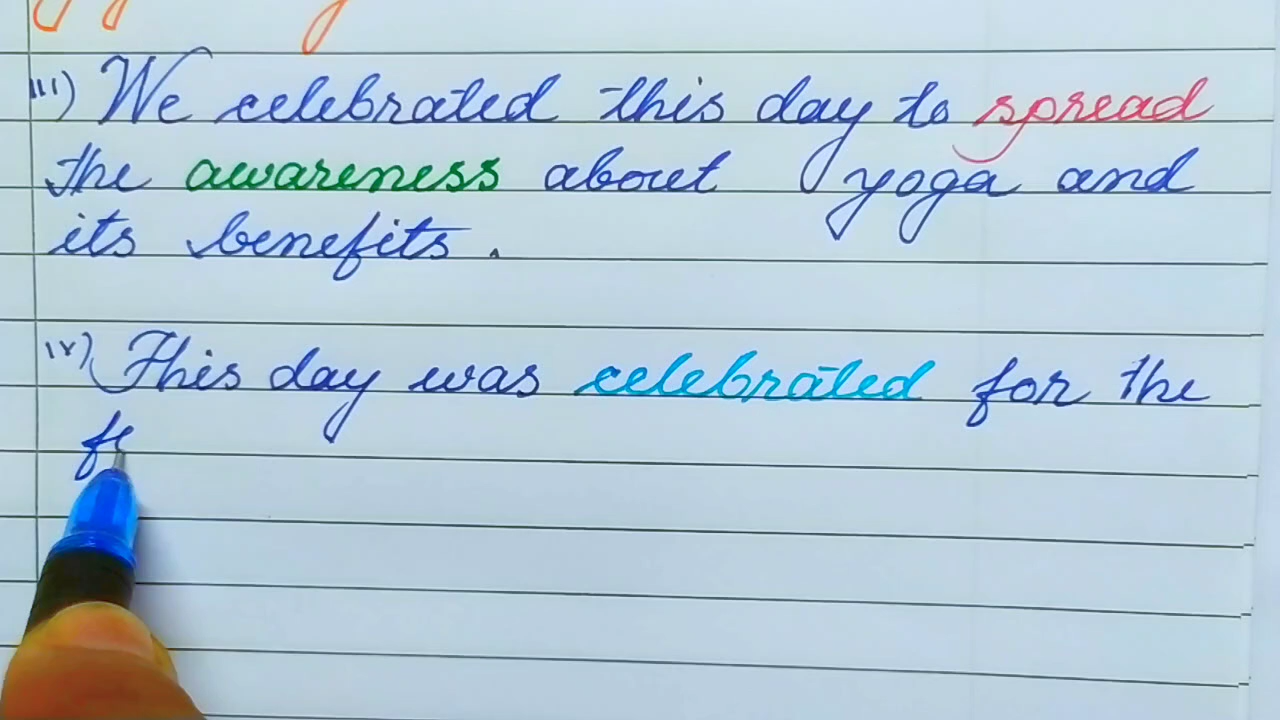 iii) We celebrated this day to spread
the awareness about yoga and
its benefits.
iv) This day was celebrated for the